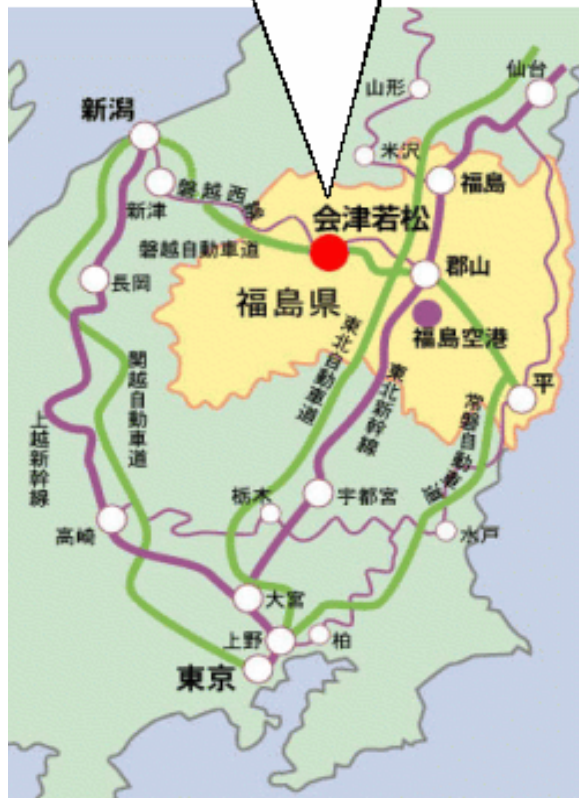 仙台
山形
新潟
米沢
福島
新津
磐越西線
会津若松
磐越自動車道
郡山
長岡
福島県
福島空港
東北自動車道
東北新幹線
関越自動車道
上越新幹線
平
常磐自動車道
栃木
宇都宮
高崎
水戸
大宮
上野
柏
東京